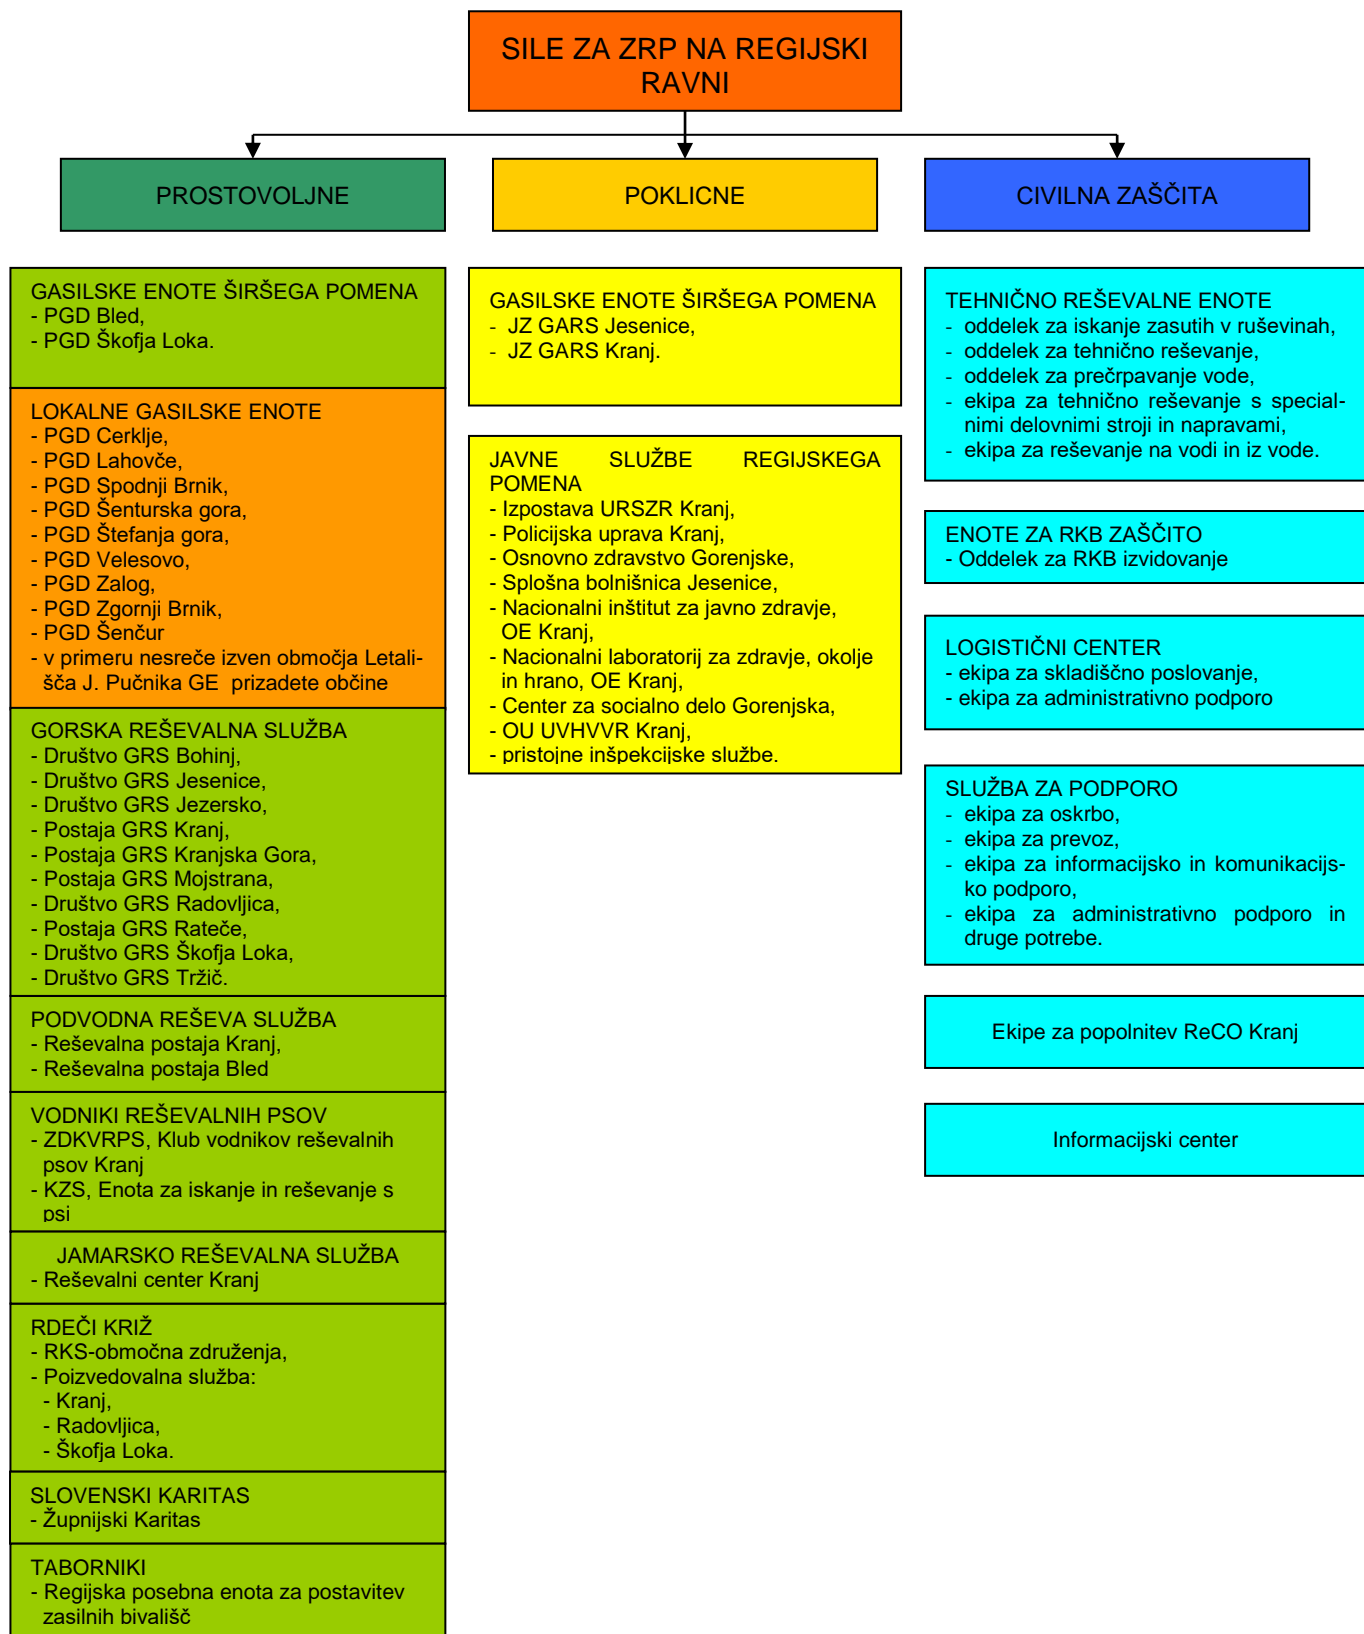 SILE ZA ZRP NA REGIJSKI
RAVNI
PROSTOVOLJNE
POKLICNE
CIVILNA ZAŠČITA
GASILSKE ENOTE ŠIRŠEGA POMENA
- PGD Bled,
- PGD Škofja Loka.
LOKALNE GASILSKE ENOTE
- PGD Cerklje,
- PGD Lahovče,
- PGD Spodnji Brnik,
- PGD Šenturska gora,
- PGD Štefanja gora,
- PGD Velesovo,
- PGD Zalog,
- PGD Zgornji Brnik,
- PGD Šenčur
- v primeru nesreče izven območja Letali-
šča J. Pučnika GE prizadete občine
GORSKA REŠEVALNA SLUŽBA
- Društvo GRS Bohinj,
- Društvo GRS Jesenice,
- Društvo GRS Jezersko,
- Postaja GRS Kranj,
- Postaja GRS Kranjska Gora,
- Postaja GRS Mojstrana,
- Društvo GRS Radovljica,
- Postaja GRS Rateče,
- Društvo GRS Škofja Loka,
- Društvo GRS Tržič.
PODVODNA REŠEVA SLUŽBA
- Reševalna postaja Kranj,
- Reševalna postaja Bled
VODNIKI REŠEVALNIH PSOV
- ZDKVRPS, Klub vodnikov reševalnih
psov Kranj
- KZS, Enota za iskanje in reševanje s
psi
JAMARSKO REŠEVALNA SLUŽBA
- Reševalni center Kranj
RDEČI KRIŽ
- RKS-območna združenja,
- Poizvedovalna služba:
- Kranj,
- Radovljica,
- Škofja Loka.
SLOVENSKI KARITAS
- Župnijski Karitas
TABORNIKI
- Regijska posebna enota za postavitev
zasilnih bivališč
GASILSKE ENOTE ŠIRŠEGA POMENA
- JZ GARS Jesenice,
- JZ GARS Kranj.
JAVNE SLUŽBE REGIJSKEGA
POMENA
- Izpostava URSZR Kranj,
- Policijska uprava Kranj,
- Osnovno zdravstvo Gorenjske,
- Splošna bolnišnica Jesenice,
- Nacionalni inštitut za javno zdravje,
OE Kranj,
- Nacionalni laboratorij za zdravje, okolje
in hrano, OE Kranj,
- Center za socialno delo Gorenjska,
- OU UVHVVR Kranj,
- pristojne inšpekcijske službe.
TEHNIČNO REŠEVALNE ENOTE
- oddelek za iskanje zasutih v ruševinah,
- oddelek za tehnično reševanje,
- oddelek za prečrpavanje vode,
- ekipa za tehnično reševanje s special-
nimi delovnimi stroji in napravami,
- ekipa za reševanje na vodi in iz vode.
ENOTE ZA RKB ZAŠČITO
- Oddelek za RKB izvidovanje
LOGISTIČNI CENTER
- ekipa za skladiščno poslovanje,
- ekipa za administrativno podporo
SLUŽBA ZA PODPORO
- ekipa za oskrbo,
- ekipa za prevoz,
- ekipa za informacijsko in komunikacijs-
ko podporo,
- ekipa za administrativno podporo in
druge potrebe.
Ekipe za popolnitev ReCO Kranj
Informacijski center